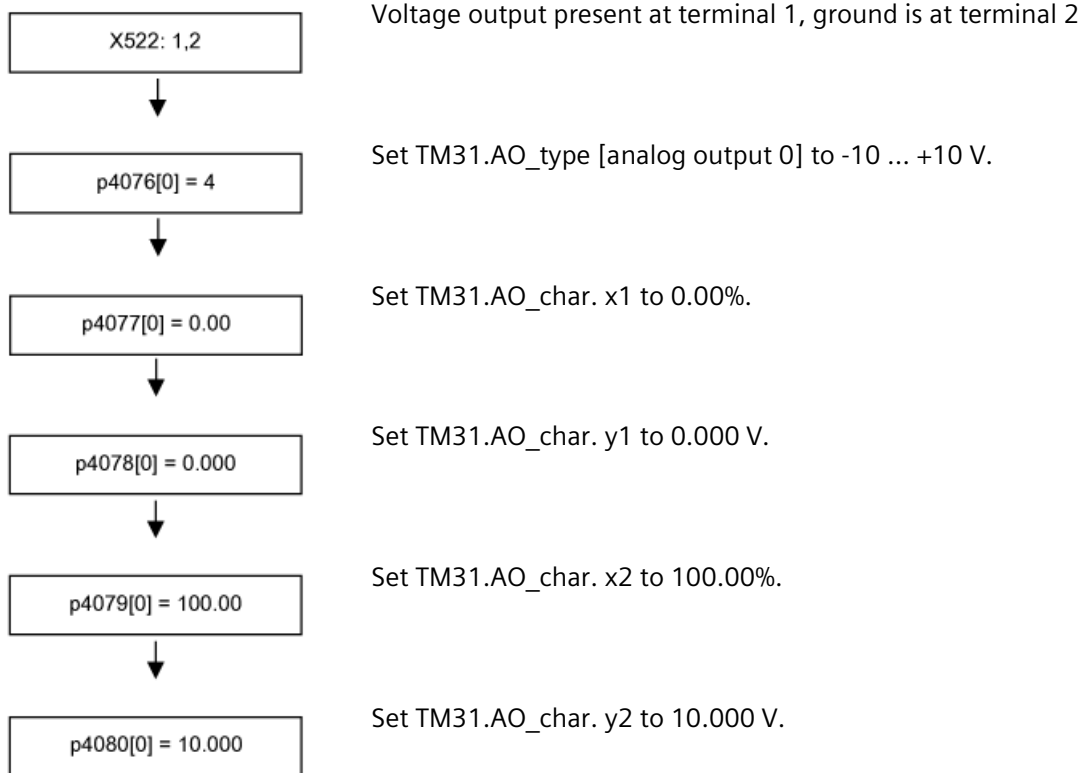 X522: 1,2
Voltage output present at terminal 1, ground is at terminal 2
p4076[0] = 4
Set TM31.AO_type [analog output 0] to -10 ... +10 V.
p4077[0] = 0.00
Set TM31.AO_char. x1 to 0.00%.
p4078[0] = 0.000
Set TM31.AO_char. y1 to 0.000 V.
p4079[0] = 100.00
Set TM31.AO_char. x2 to 100.00%.
p4080[0] = 10.000
Set TM31.AO_char. y2 to 10.000 V.